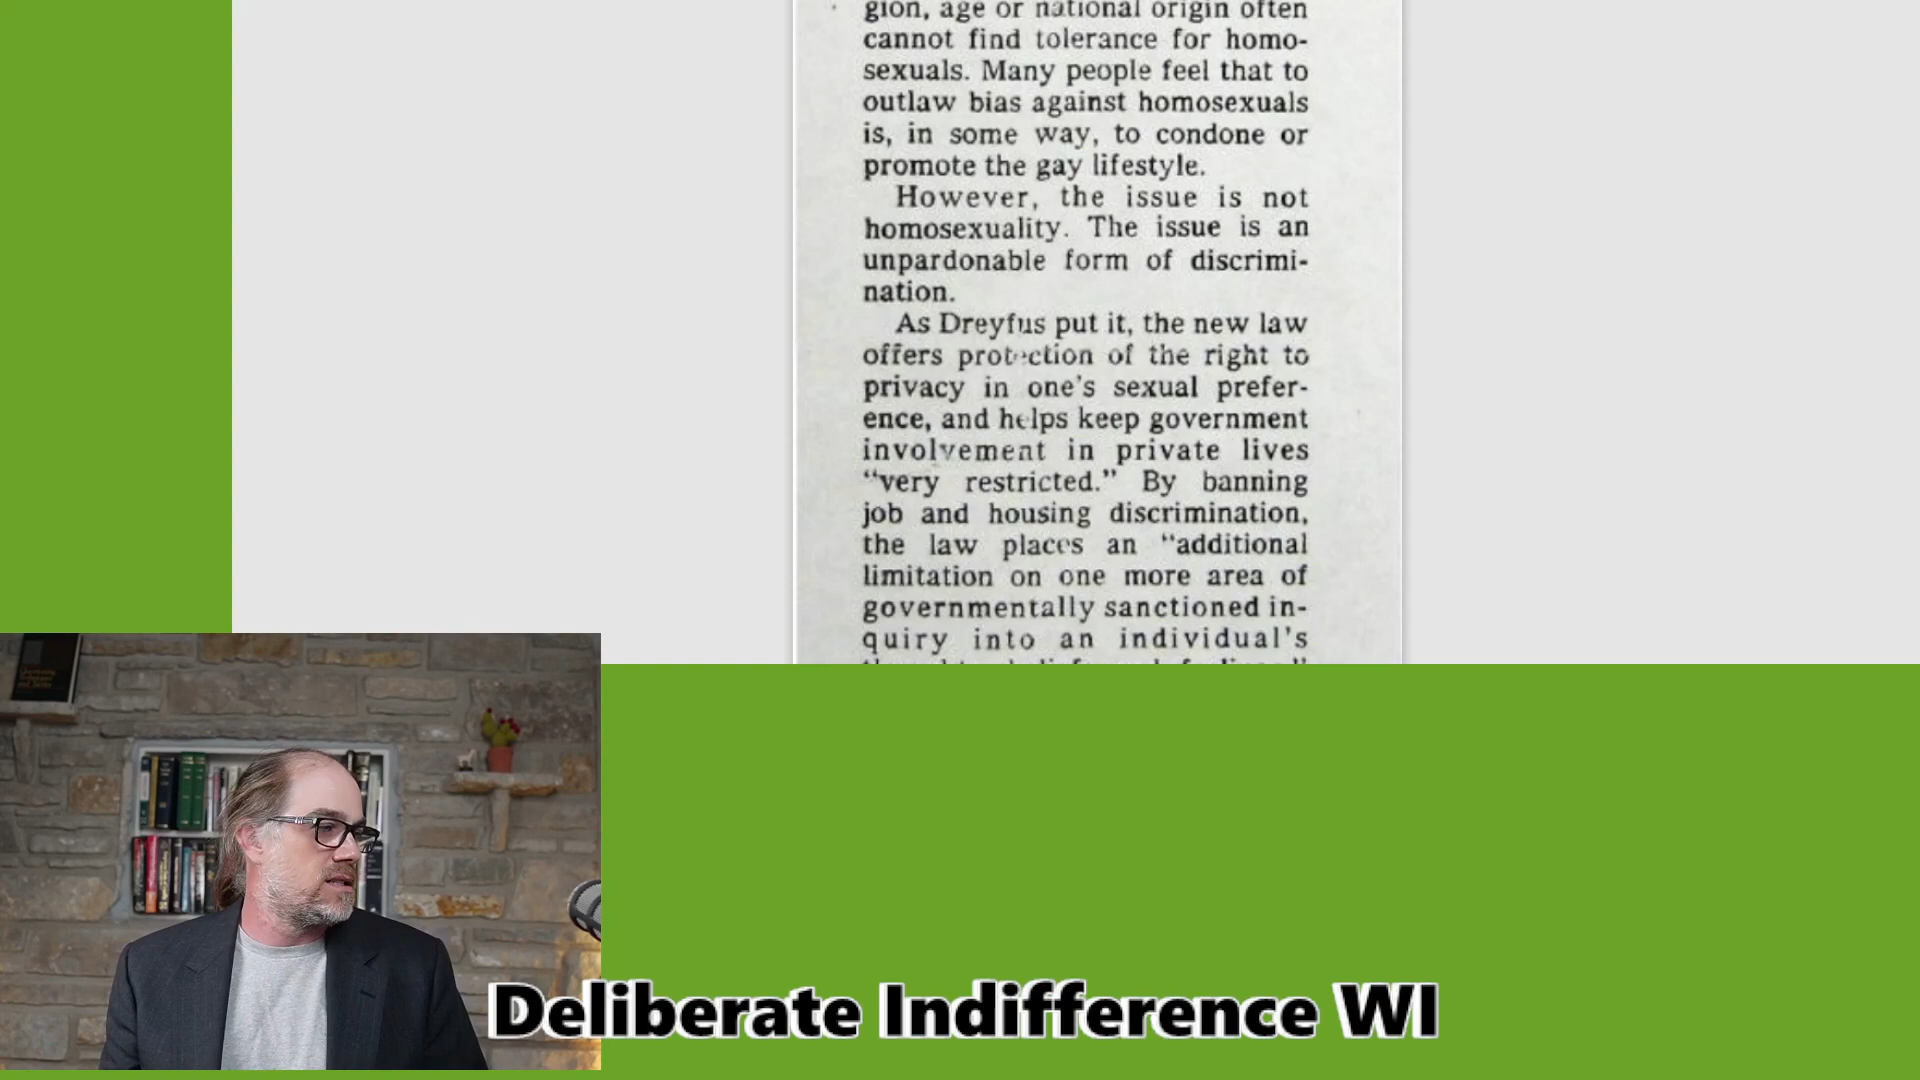 gion, age or national origin often
cannot find tolerance for homo-
sexuals. Many people feel that to
outlaw bias against homosexuals
is, in some way, to condone or
promote the gay lifestyle.
However, the issue is not
homosexuality. The issue is an
unpardonable form of discrimi-
nation.
As Dreyfus put it, the new law
offers protection of the right to
privacy in one's sexual prefer-
ence, and helps keep government
involvement in private lives
“very restricted.” By banning
job and housing discrimination,
the law places an “additional
limitation on one more area of
governmentally sanctioned in-
quiry into an individual's
Deliberate Indifference WI